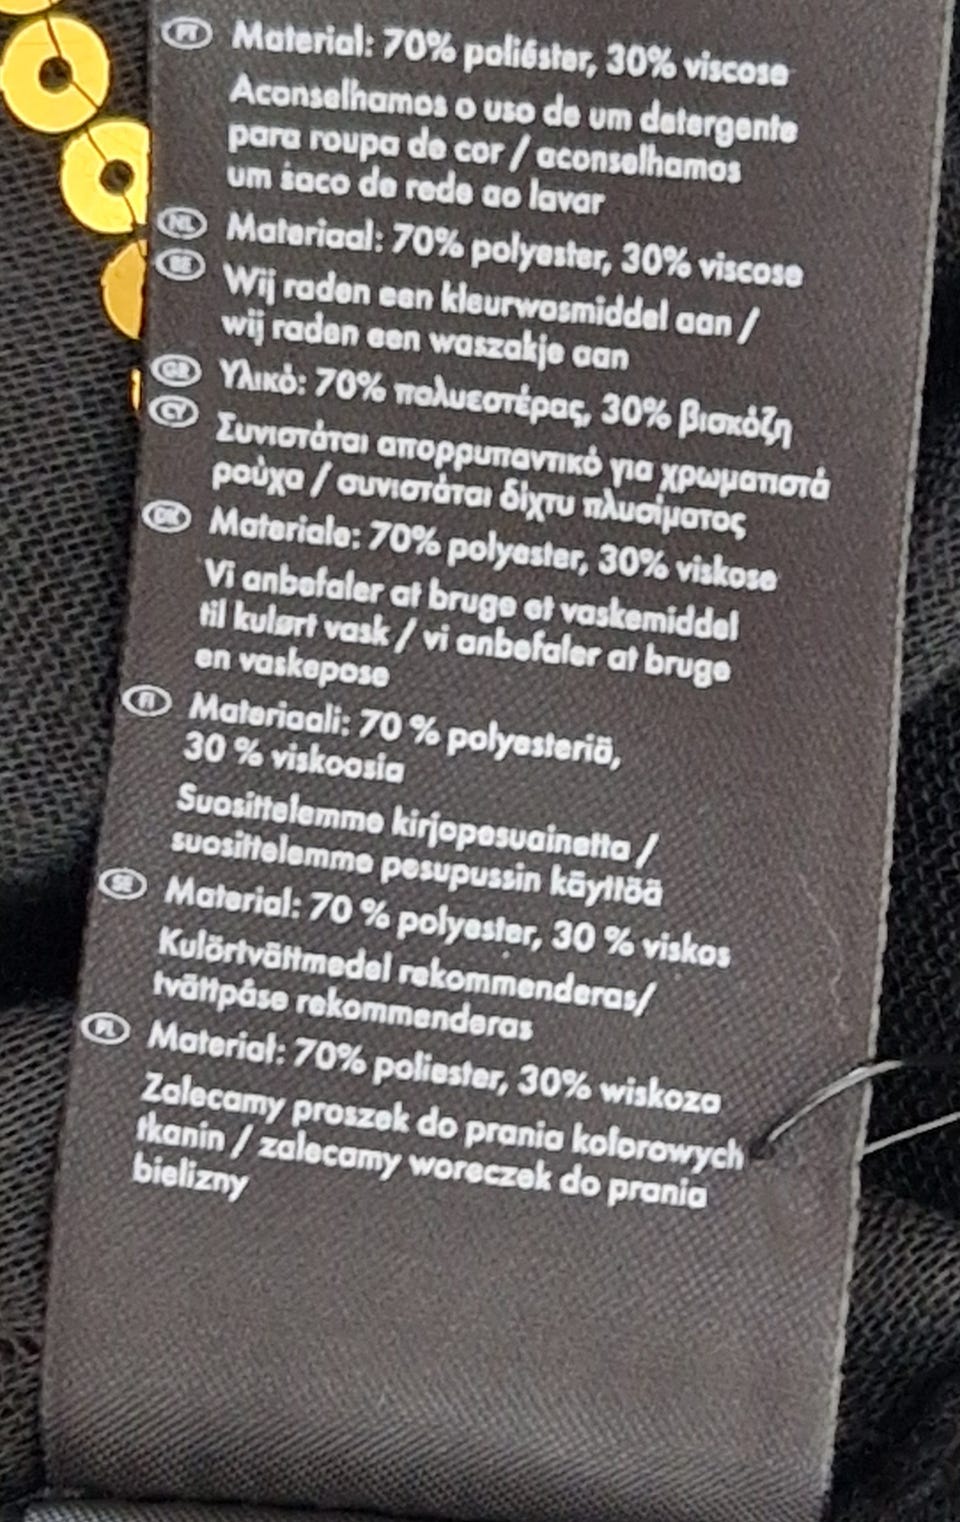 PT Material: 70% poliéster, 30% viscose
Aconselhamos o uso de um detergente
para roupa de cor / aconselhamos
um saco de rede ao lavar
NL Materiaal: 70% polyester, 30% viscose
BE Wij raden een kleurwasmiddel aan /
wij raden een waszakje aan
GR Υλικό: 70% πολυεστέρας, 30% βισκόζη
CY Συνιστάται απορρυπαντικό για χρωματιστά
ρούχα / συνιστάται δίχτυ πλυσίματος
DK Materiale: 70% polyester, 30% viskose
Vi anbefaler at bruge et vaskemiddel
til kulørt vask / vi anbefaler at bruge
en vaskepose
FI Materiaali: 70 % polyesteriä,
30 % viskoosia
Suosittelemme kirjopesuainetta /
suosittelemme pesupussin käyttöä
SE Material: 70 % polyester, 30 % viskos
Kulörtvättmedel rekommenderas/
tvättpåse rekommenderas
PL Materiał: 70% poliester, 30% wiskoza
Zalecamy proszek do prania kolorowych
tkanin / zalecamy woreczek do prania
bielizny